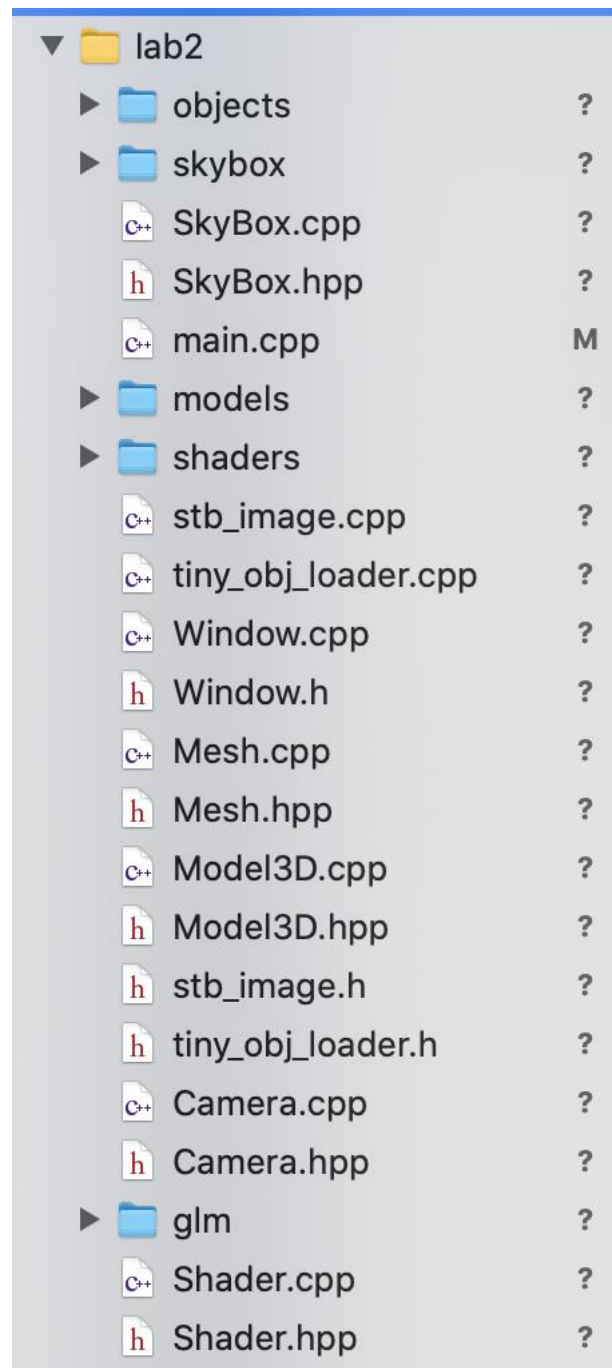 lab2
objects ?
skybox ?
C++ SkyBox.cpp ?
h SkyBox.hpp ?
C++ main.cpp M
models ?
shaders ?
C++ stb_image.cpp ?
C++ tiny_obj_loader.cpp ?
C++ Window.cpp ?
h Window.h ?
C++ Mesh.cpp ?
h Mesh.hpp ?
C++ Model3D.cpp ?
h Model3D.hpp ?
h stb_image.h ?
h tiny_obj_loader.h ?
C++ Camera.cpp ?
h Camera.hpp ?
glm ?
C++ Shader.cpp ?
h Shader.hpp ?